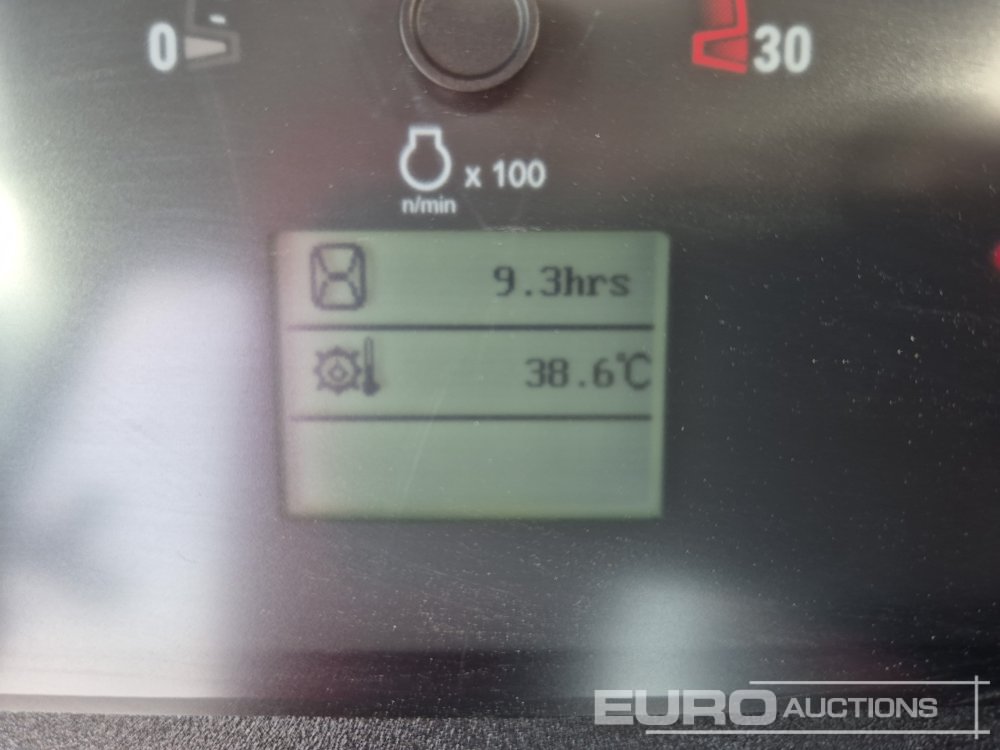 0 30
x 100
n/min
9.3hrs
38.6℃
EURO AUCTIONS